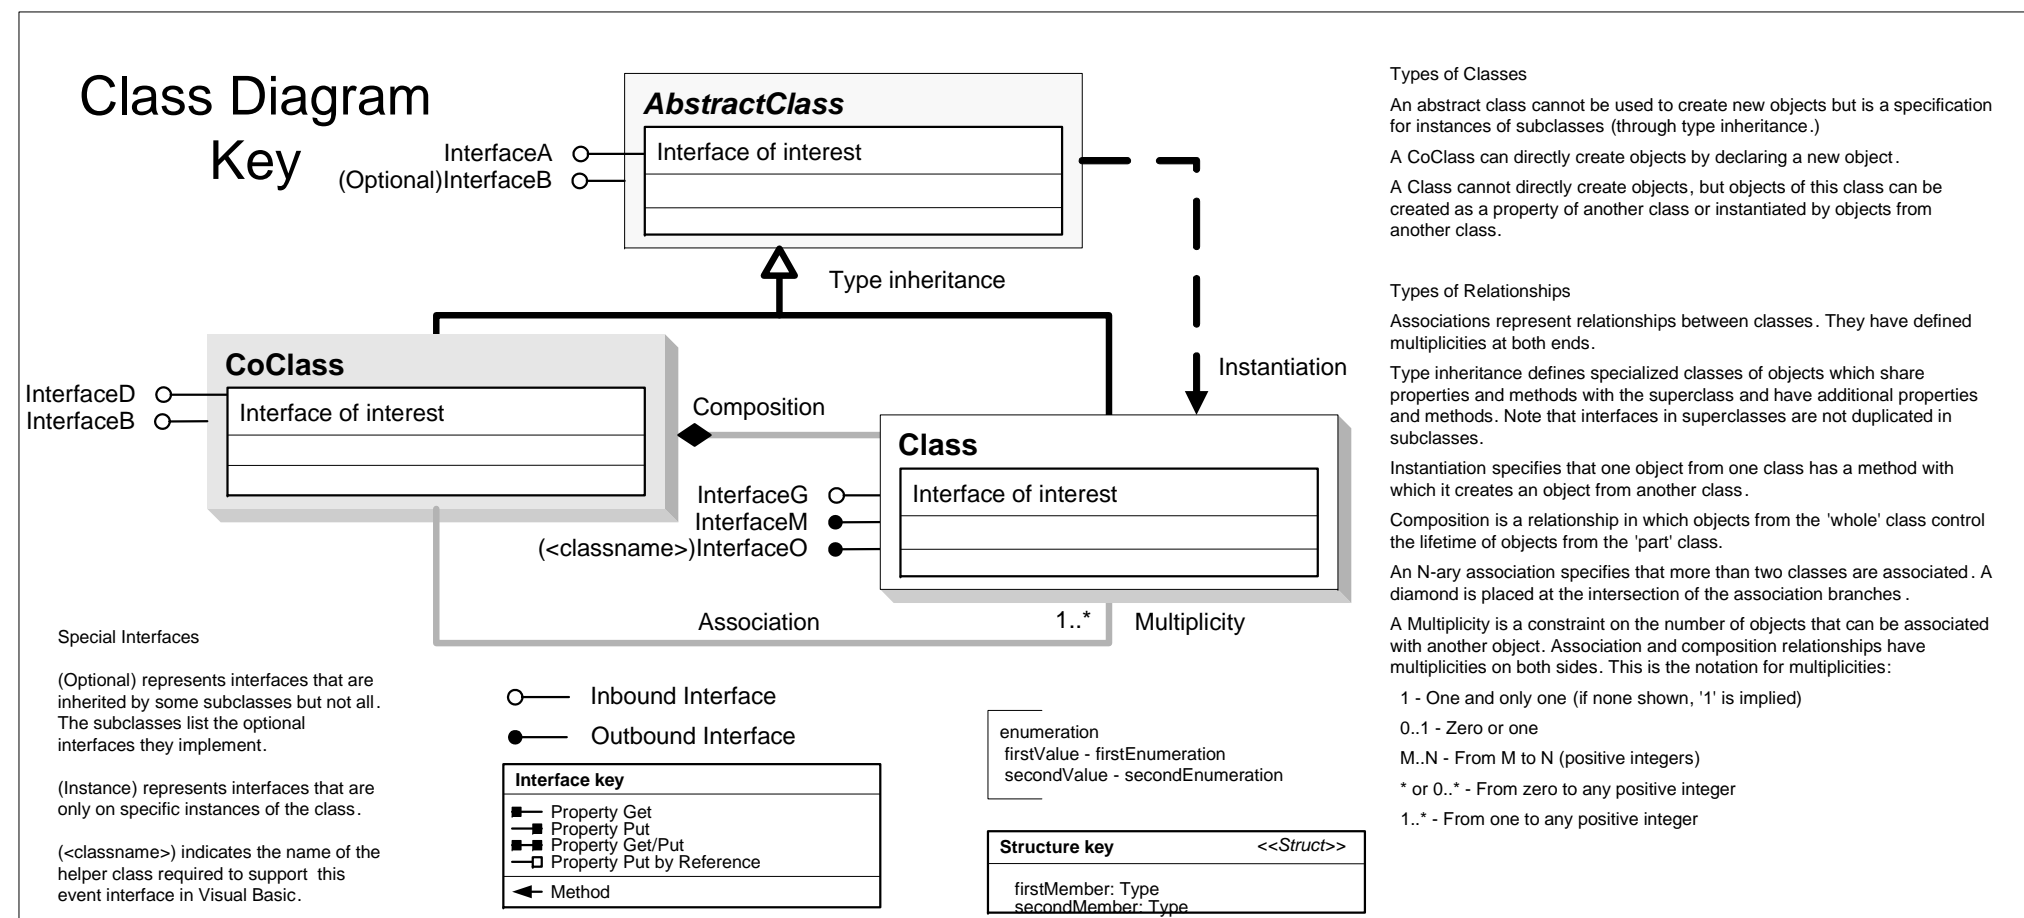 Class Diagram
Key
AbstractClass
Interface of interest
InterfaceA
(Optional)InterfaceB
Type inheritance
Instantiation
CoClass
Interface of interest
InterfaceD
InterfaceB
Composition
Class
Interface of interest
InterfaceG
InterfaceM
(<classname>)InterfaceO
Association
1..*
Multiplicity
Special Interfaces
(Optional) represents interfaces that are
inherited by some subclasses but not all.
The subclasses list the optional
interfaces they implement.
(Instance) represents interfaces that are
only on specific instances of the class.
(<classname>) indicates the name of the
helper class required to support this
event interface in Visual Basic.
Inbound Interface
Outbound Interface
Interface key
Property Get
Property Put
Property Get/Put
Property Put by Reference
Method
enumeration
firstValue - firstEnumeration
secondValue - secondEnumeration
Structure key
<<Struct>>
firstMember: Type
secondMember: Type
Types of Classes
An abstract class cannot be used to create new objects but is a specification
for instances of subclasses (through type inheritance.)
A CoClass can directly create objects by declaring a new object.
A Class cannot directly create objects, but objects of this class can be
created as a property of another class or instantiated by objects from
another class.
Types of Relationships
Associations represent relationships between classes. They have defined
multiplicities at both ends.
Type inheritance defines specialized classes of objects which share
properties and methods with the superclass and have additional properties
and methods. Note that interfaces in superclasses are not duplicated in
subclasses.
Instantiation specifies that one object from one class has a method with
which it creates an object from another class.
Composition is a relationship in which objects from the 'whole' class control
the lifetime of objects from the 'part' class.
An N-ary association specifies that more than two classes are associated. A
diamond is placed at the intersection of the association branches.
A Multiplicity is a constraint on the number of objects that can be associated
with another object. Association and composition relationships have
multiplicities on both sides. This is the notation for multiplicities:
1 - One and only one (if none shown, '1' is implied)
0..1 - Zero or one
M..N - From M to N (positive integers)
* or 0..* - From zero to any positive integer
1..* - From one to any positive integer